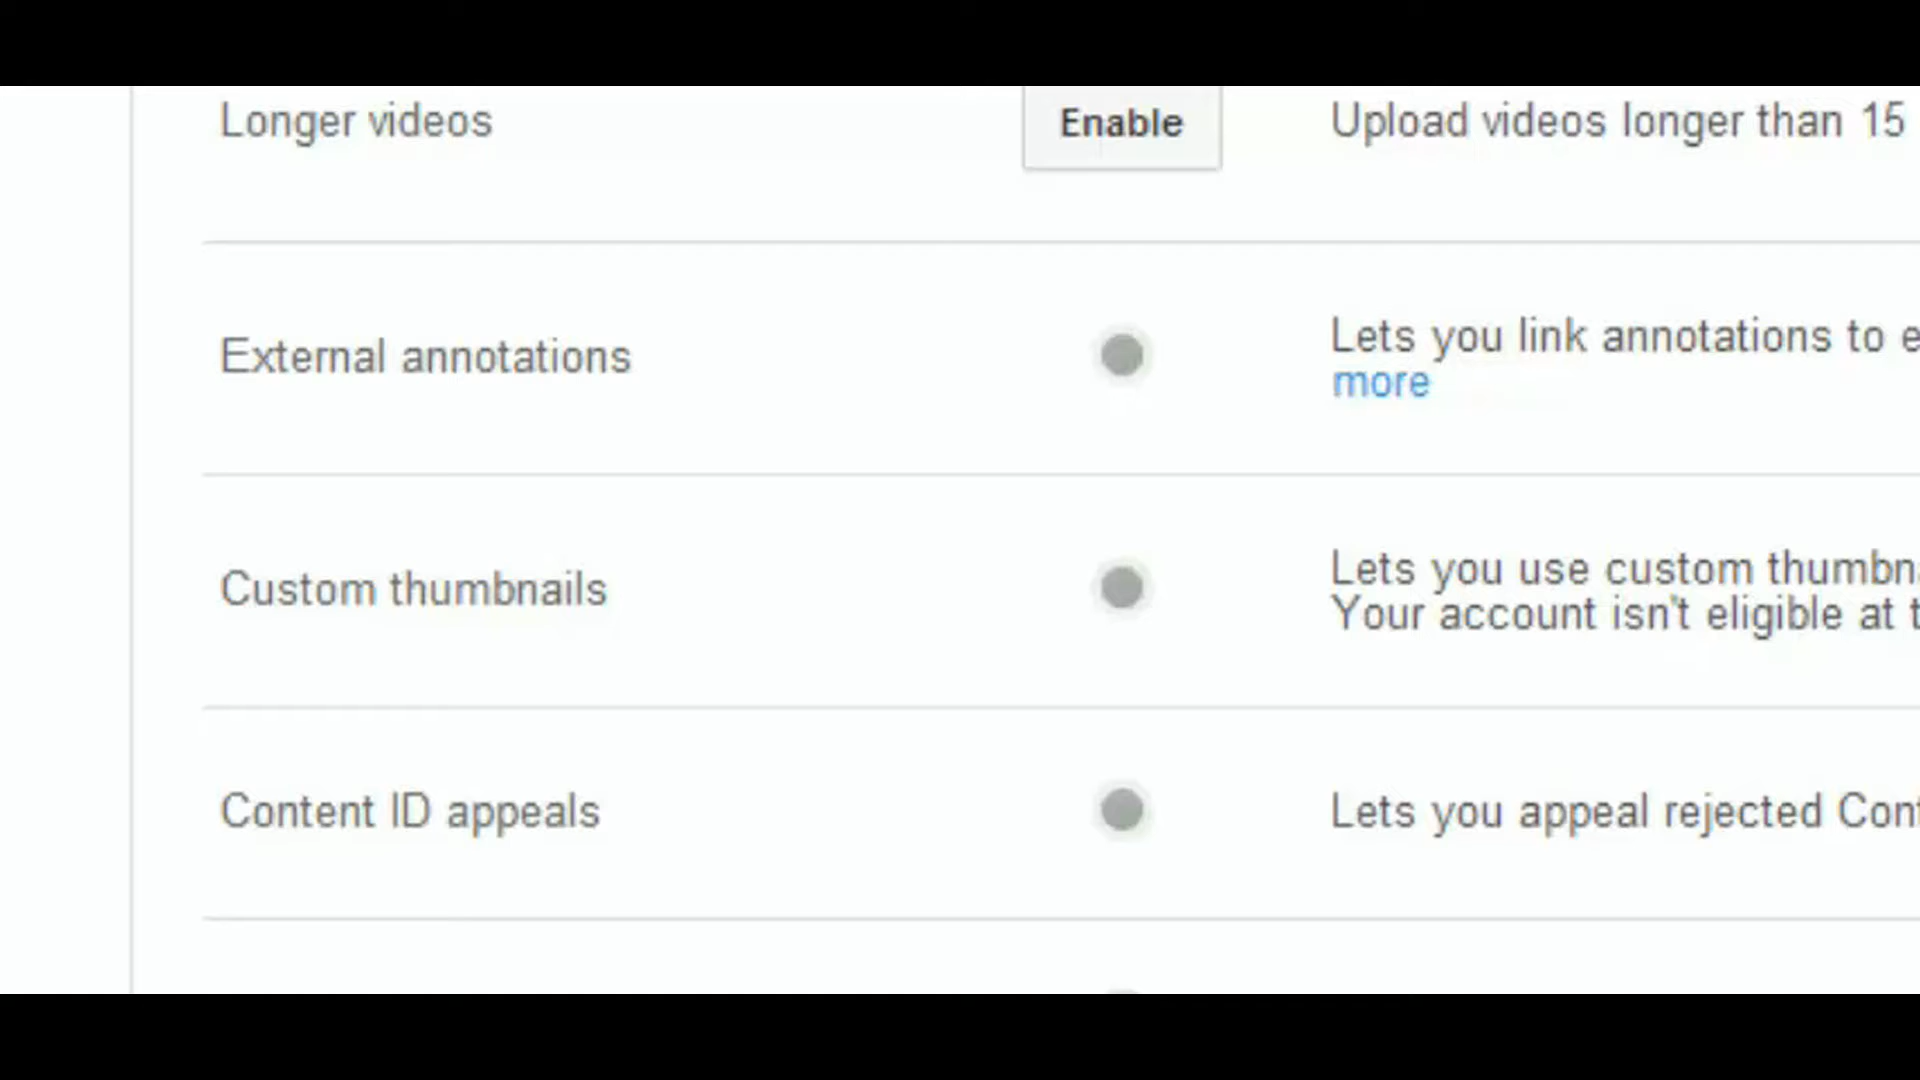 Longer videos
Enable
Upload videos longer than 15
External annotations
Lets you link annotations to
more
Custom thumbnails
Lets you use custom
Your account isn't eligible at
Content ID appeals
Lets you appeal rejected